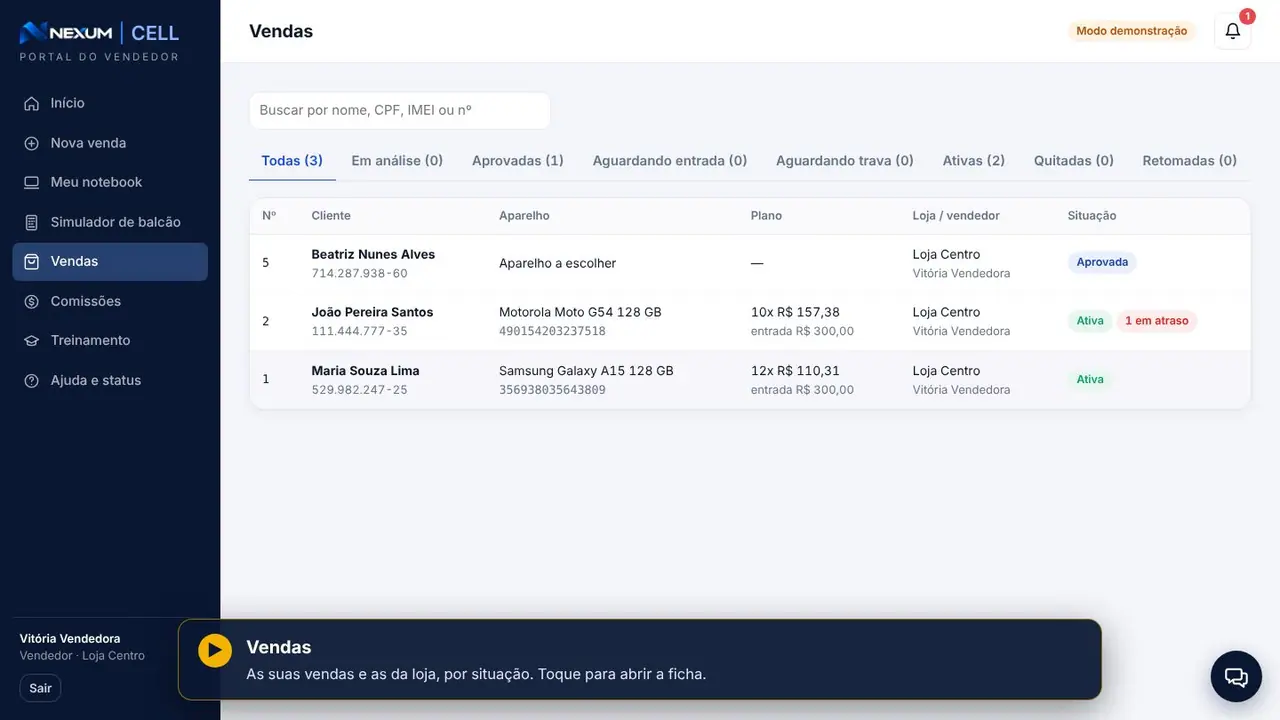 NEXUM | CELL
PORTAL DO VENDEDOR
Início
Nova venda
Meu notebook
Simulador de balcão
Vendas
Comissões
Treinamento
Ajuda e status
Vitória Vendedora
Vendedor · Loja Centro
Sair
Vendas
Modo demonstração
1
Buscar por nome, CPF, IMEI ou nº
Todas (3) Em análise (0) Aprovadas (1) Aguardando entrada (0) Aguardando trava (0) Ativas (2) Quitadas (0) Retomadas (0)
Nº Cliente Aparelho Plano Loja / vendedor Situação
5 Beatriz Nunes Alves Aparelho a escolher — Loja Centro Aprovada
714.287.938-60 Vitória Vendedora
2 João Pereira Santos Motorola Moto G54 128 GB 10x R$ 157,38 Loja Centro Ativa 1 em atraso
111.444.777-35 490154203237518 entrada R$ 300,00 Vitória Vendedora
1 Maria Souza Lima Samsung Galaxy A15 128 GB 12x R$ 110,31 Loja Centro Ativa
529.982.247-25 356938035643809 entrada R$ 300,00 Vitória Vendedora
Vendas
As suas vendas e as da loja, por situação. Toque para abrir a ficha.